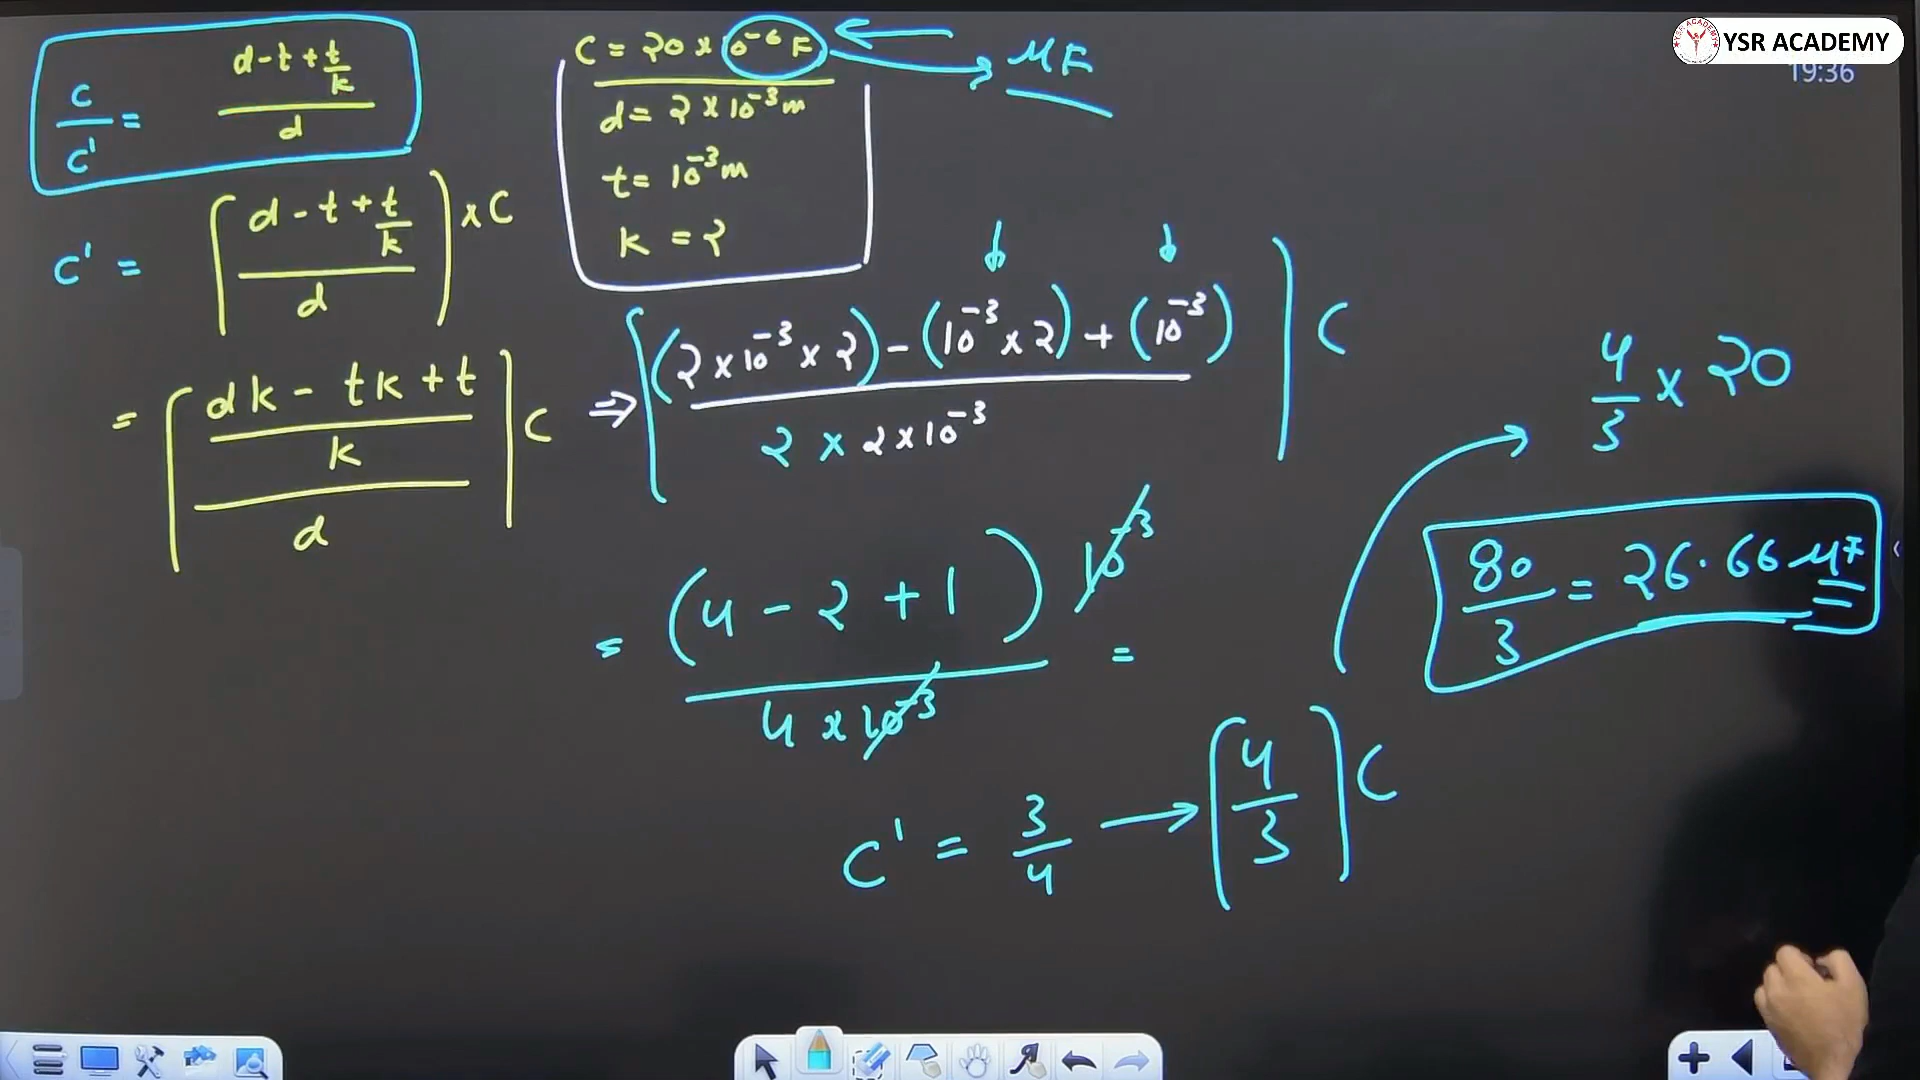 YSR ACADEMY
19:36
C/C' = (d-t+t/k)/d
C = 20 × 10⁻⁶ F
μF
d = 2 × 10⁻³ m
t = 10⁻³ m
k = 2
C' = [(d-t+t/k)/d] × C
= [((dk - tk + t)/k)/d] C
⇒ [((2×10⁻³×2) - (10⁻³×2) + (10⁻³))/(2 × 2×10⁻³)] C
= (4 - 2 + 1) 10⁻³/(4 × 10⁻³) =
C' = 3/4 → [4/3] C
4/3 × 20
80/3 = 26.66 μF